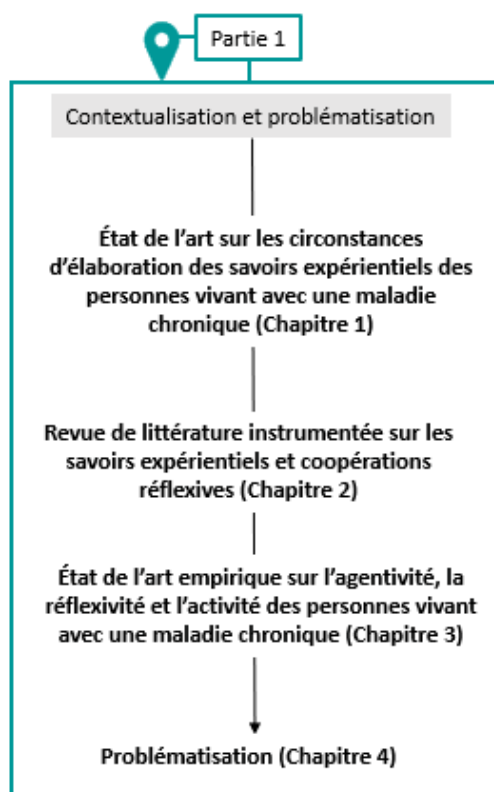 Partie 1
Contextualisation et problématisation
État de l’art sur les circonstances
d’élaboration des savoirs expérientiels des
personnes vivant avec une maladie
chronique (Chapitre 1)
Revue de littérature instrumentée sur les
savoirs expérientiels et coopérations
réflexives (Chapitre 2)
État de l’art empirique sur l’agentivité, la
réflexivité et l’activité des personnes vivant
avec une maladie chronique (Chapitre 3)
Problématisation (Chapitre 4)